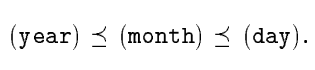 (year) ⪯ (month) ⪯ (day).